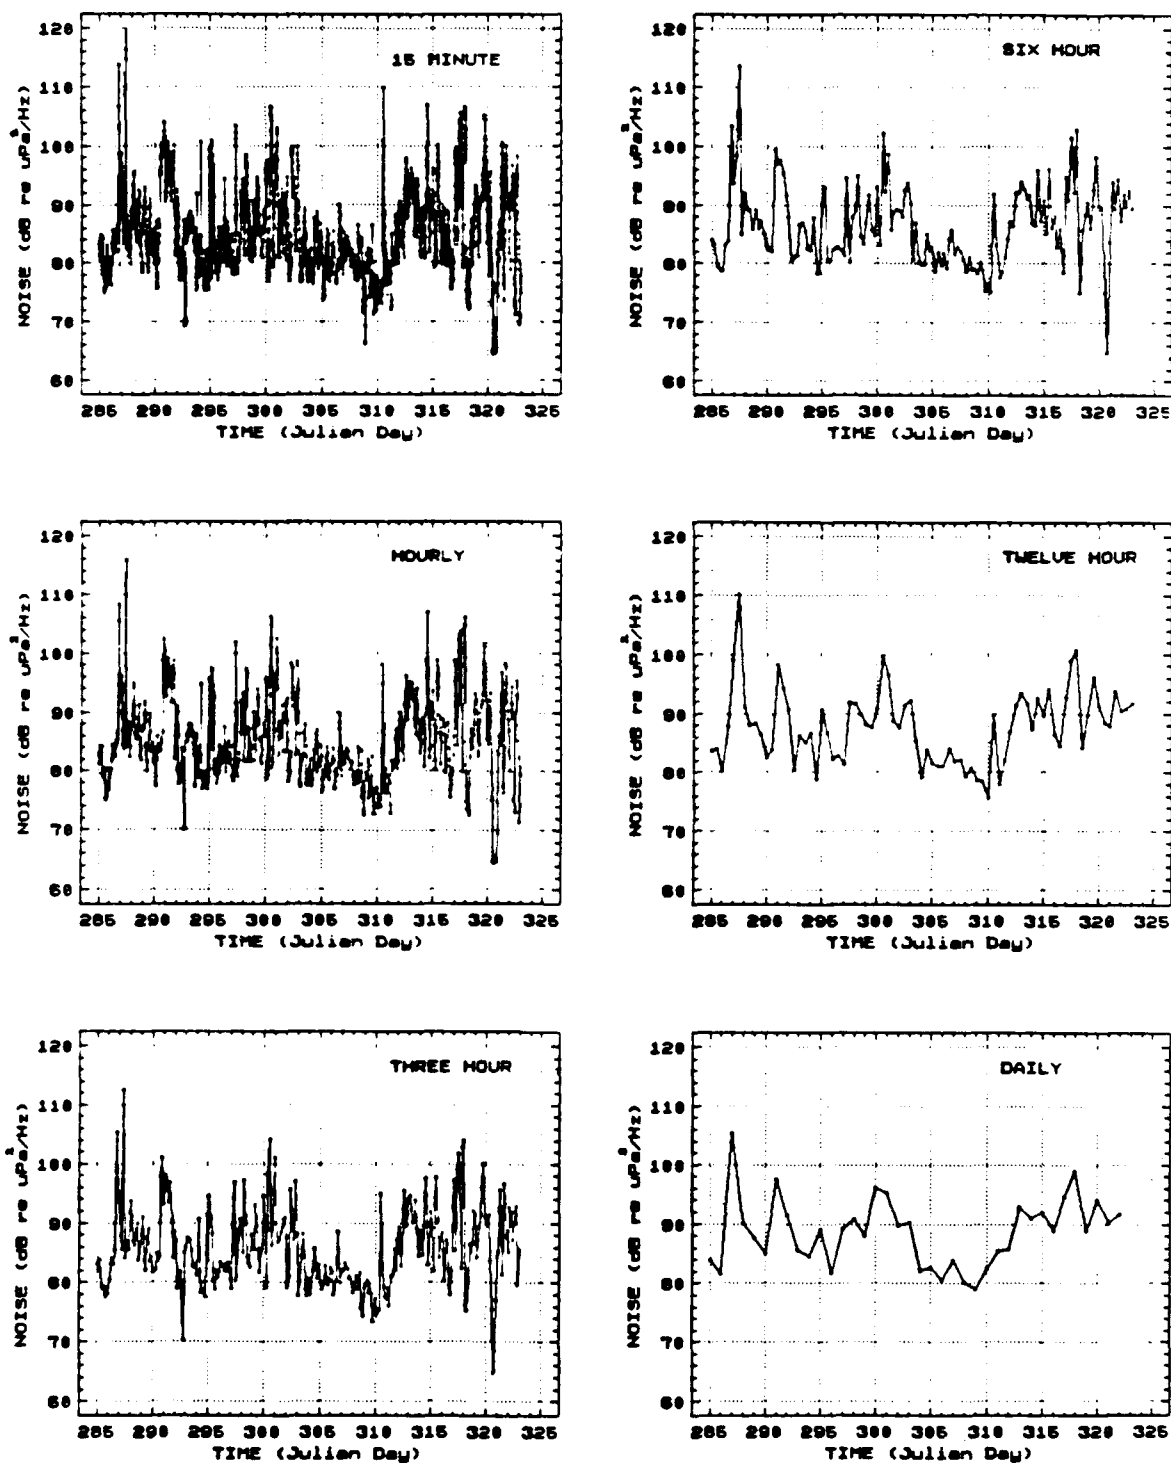 15 MINUTE
NOISE (dB re uPa²/Hz)
120
110
100
90
80
70
60
285 290 295 300 305 310 315 320 325
TIME (Julian Day)
SIX HOUR
NOISE (dB re uPa²/Hz)
120
110
100
90
80
70
60
285 290 295 300 305 310 315 320 325
TIME (Julian Day)
HOURLY
NOISE (dB re uPa²/Hz)
120
110
100
90
80
70
60
285 290 295 300 305 310 315 320 325
TIME (Julian Day)
TWELVE HOUR
NOISE (dB re uPa²/Hz)
120
110
100
90
80
70
60
285 290 295 300 305 310 315 320 325
TIME (Julian Day)
THREE HOUR
NOISE (dB re uPa²/Hz)
120
110
100
90
80
70
60
285 290 295 300 305 310 315 320 325
TIME (Julian Day)
DAILY
NOISE (dB re uPa²/Hz)
120
110
100
90
80
70
60
285 290 295 300 305 310 315 320 325
TIME (Julian Day)